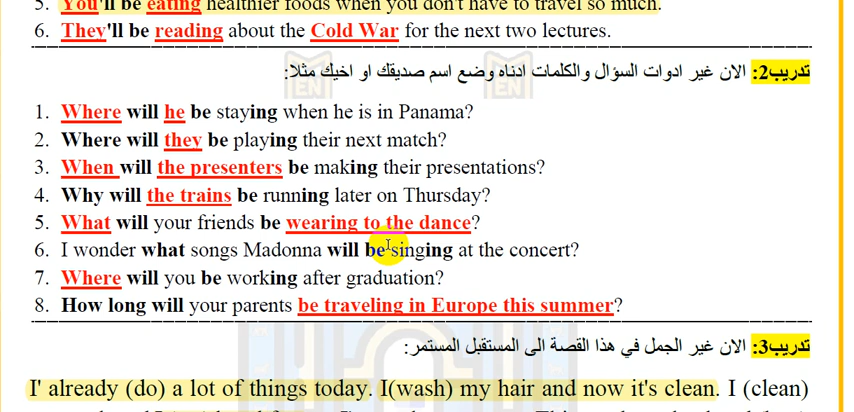 5. You'll be eating healthier foods when you don't have to travel so much.
6. They'll be reading about the Cold War for the next two lectures.
تدريب2: الان غير ادوات السؤال والكلمات ادناه وضع اسم صديقك او اخيك مثلا:
1. Where will he be staying when he is in Panama?
2. Where will they be playing their next match?
3. When will the presenters be making their presentations?
4. Why will the trains be running later on Thursday?
5. What will your friends be wearing to the dance?
6. I wonder what songs Madonna will be singing at the concert?
7. Where will you be working after graduation?
8. How long will your parents be traveling in Europe this summer?
تدريب3: الان غير الجمل في هذا القصة الى المستقبل المستمر:
I' already (do) a lot of things today. I(wash) my hair and now it's clean. I (clean)